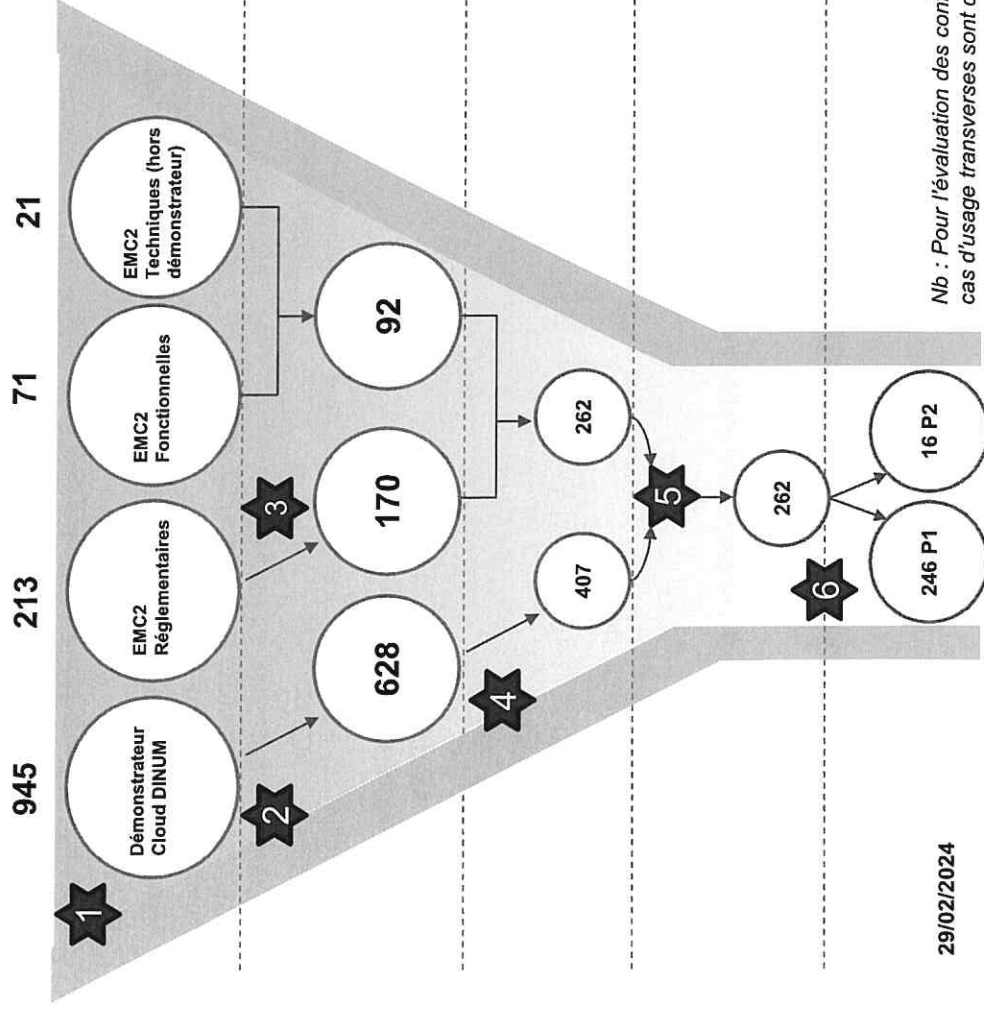 945
213
71
21
1
Démonstrateur
Cloud DINUM
EMC2
Réglementaires
EMC2
Fonctionnelles
EMC2
Techniques (hors
démonstrateur)
2
3
628
170
92
4
407
262
5
262
6
246 P1
16 P2
29/02/2024
Nb : Pour l'évaluation des
cas d'usage transverses sont